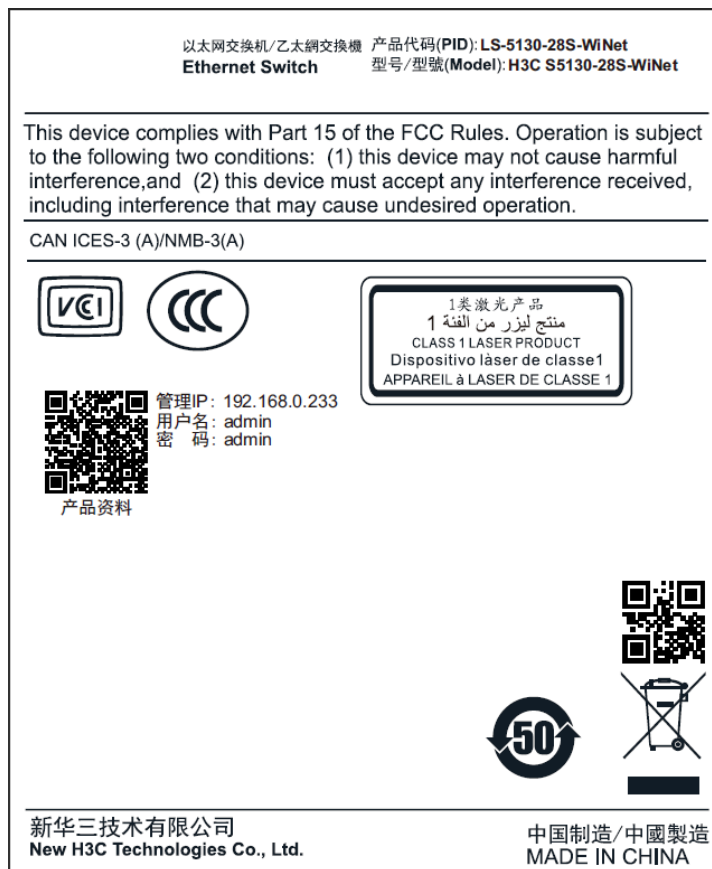 以太网交换机/乙太網交換機 产品代码(PID): LS-5130-28S-WiNet
Ethernet Switch 型号/型號(Model): H3C S5130-28S-WiNet
This device complies with Part 15 of the FCC Rules. Operation is subject
to the following two conditions: (1) this device may not cause harmful
interference,and (2) this device must accept any interference received,
including interference that may cause undesired operation.
CAN ICES-3 (A)/NMB-3(A)
VCI
CCC
1类激光产品
منتج ليزر من الفئة 1
CLASS 1 LASER PRODUCT
Dispositivo làser de classe1
APPAREIL à LASER DE CLASSE 1
管理IP: 192.168.0.233
用户名: admin
密 码: admin
产品资料
50
新华三技术有限公司
New H3C Technologies Co., Ltd.
中国制造/中國製造
MADE IN CHINA